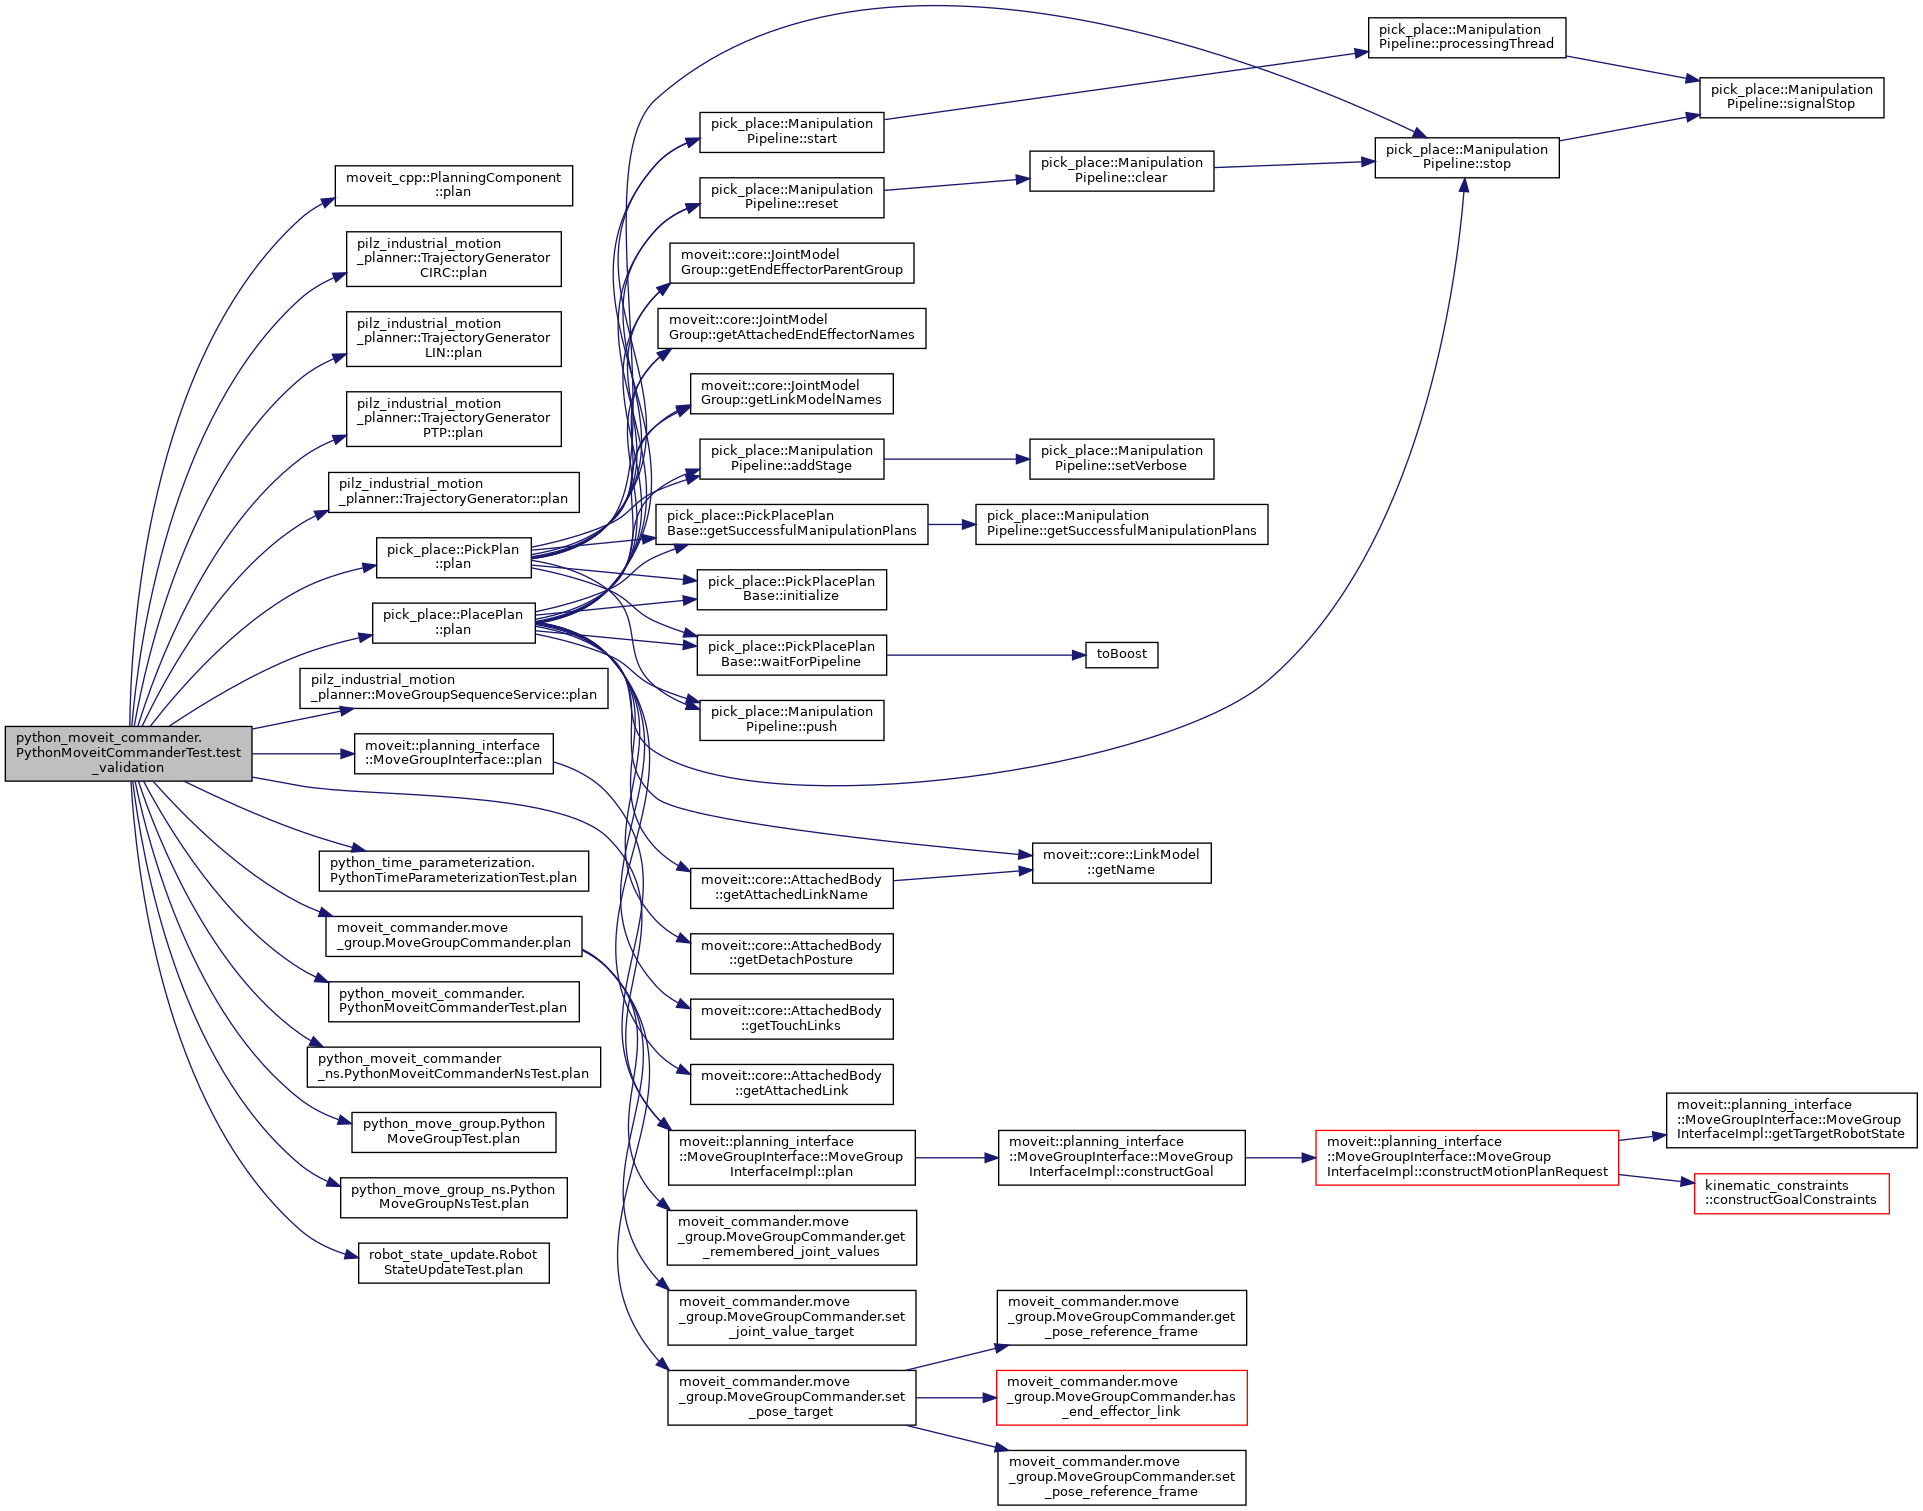 python_moveit_commander.
PythonMoveitCommanderTest.test
_validation
moveit_cpp::PlanningComponent
::plan
pilz_industrial_motion
_planner::TrajectoryGenerator
CIRC::plan
pilz_industrial_motion
_planner::TrajectoryGenerator
LIN::plan
pilz_industrial_motion
_planner::TrajectoryGenerator
PTP::plan
pilz_industrial_motion
_planner::TrajectoryGenerator::plan
pick_place::PickPlan
::plan
pick_place::PlacePlan
::plan
pilz_industrial_motion
_planner::MoveGroupSequenceService::plan
moveit::planning_interface
::MoveGroupInterface::plan
python_time_parameterization.
PythonTimeParameterizationTest.plan
moveit_commander.move
_group.MoveGroupCommander.plan
python_moveit_commander.
PythonMoveitCommanderTest.plan
python_moveit_commander
_ns.PythonMoveitCommanderNsTest.plan
python_move_group.Python
MoveGroupTest.plan
python_move_group_ns.Python
MoveGroupNsTest.plan
robot_state_update.Robot
StateUpdateTest.plan
pick_place::Manipulation
Pipeline::start
pick_place::Manipulation
Pipeline::reset
moveit::core::JointModel
Group::getEndEffectorParentGroup
moveit::core::JointModel
Group::getAttachedEndEffectorNames
moveit::core::JointModel
Group::getLinkModelNames
pick_place::Manipulation
Pipeline::addStage
pick_place::PickPlacePlan
Base::getSuccessfulManipulationPlans
pick_place::PickPlacePlan
Base::initialize
pick_place::PickPlacePlan
Base::waitForPipeline
pick_place::Manipulation
Pipeline::push
moveit::core::AttachedBody
::getAttachedLinkName
moveit::core::AttachedBody
::getDetachPosture
moveit::core::AttachedBody
::getTouchLinks
moveit::core::AttachedBody
::getAttachedLink
moveit::planning_interface
::MoveGroupInterface::MoveGroup
InterfaceImpl::plan
moveit_commander.move
_group.MoveGroupCommander.get
_remembered_joint_values
moveit_commander.move
_group.MoveGroupCommander.set
_joint_value_target
moveit_commander.move
_group.MoveGroupCommander.set
_pose_target
pick_place::Manipulation
Pipeline::clear
pick_place::Manipulation
Pipeline::setVerbose
pick_place::Manipulation
Pipeline::getSuccessfulManipulationPlans
toBoost
moveit::core::LinkModel
::getName
moveit::planning_interface
::MoveGroupInterface::MoveGroup
InterfaceImpl::constructGoal
moveit_commander.move
_group.MoveGroupCommander.get
_pose_reference_frame
moveit_commander.move
_group.MoveGroupCommander.has
_end_effector_link
moveit_commander.move
_group.MoveGroupCommander.set
_pose_reference_frame
pick_place::Manipulation
Pipeline::processingThread
pick_place::Manipulation
Pipeline::stop
moveit::planning_interface
::MoveGroupInterface::MoveGroup
InterfaceImpl::constructMotionPlanRequest
pick_place::Manipulation
Pipeline::signalStop
moveit::planning_interface
::MoveGroupInterface::MoveGroup
InterfaceImpl::getTargetRobotState
kinematic_constraints
::constructGoalConstraints